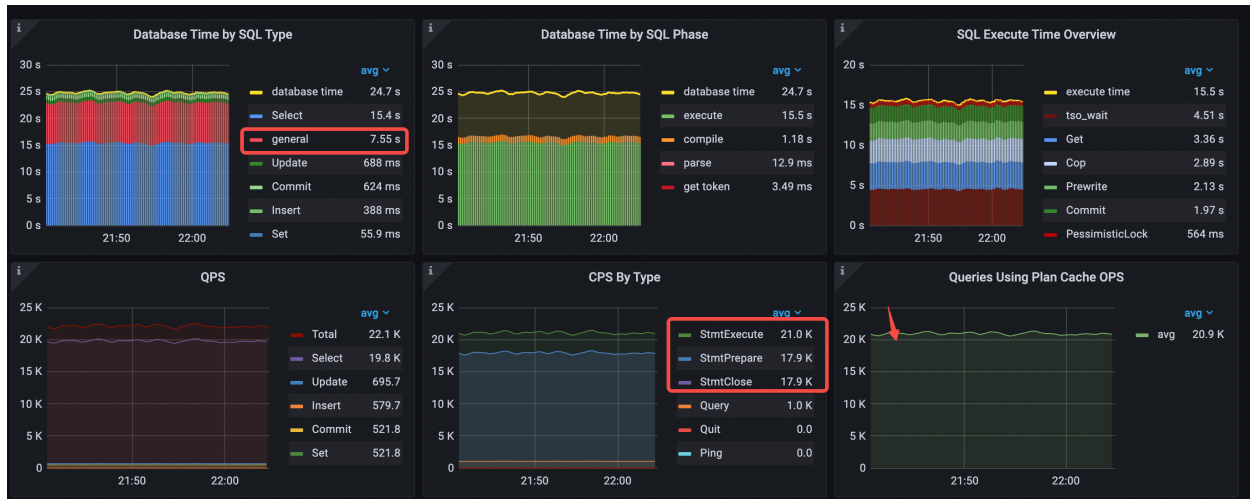 Database Time by SQL Type
30 s
25 s
20 s
15 s
10 s
5 s
0 s
21:50 22:00
avg
database time 24.7 s
Select 15.4 s
general 7.55 s
Update 688 ms
Commit 624 ms
Insert 388 ms
Set 55.9 ms
Database Time by SQL Phase
30 s
25 s
20 s
15 s
10 s
5 s
0 s
21:50 22:00
avg
database time 24.7 s
execute 15.5 s
compile 1.18 s
parse 12.9 ms
get token 3.49 ms
SQL Execute Time Overview
20 s
15 s
10 s
5 s
0 s
21:50 22:00
avg
execute time 15.5 s
tso_wait 4.51 s
Get 3.36 s
Cop 2.89 s
Prewrite 2.13 s
Commit 1.97 s
PessimisticLock 564 ms
QPS
25 K
20 K
15 K
10 K
5 K
0
21:50 22:00
avg
Total 22.1 K
Select 19.8 K
Update 695.7
Insert 579.7
Commit 521.8
Set 521.8
CPS By Type
25 K
20 K
15 K
10 K
5 K
0
21:50 22:00
avg
StmtExecute 21.0 K
StmtPrepare 17.9 K
StmtClose 17.9 K
Query 1.0 K
Quit 0.0
Ping 0.0
Queries Using Plan Cache OPS
25 K
20 K
15 K
10 K
5 K
0
21:50 22:00
avg
avg 20.9 K